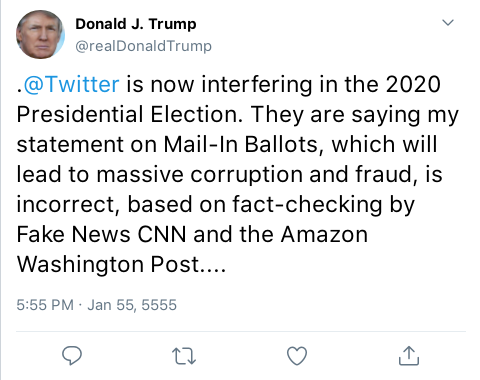 Donald J. Trump
@realDonaldTrump
.@Twitter is now interfering in the 2020
Presidential Election. They are saying my
statement on Mail-In Ballots, which will
lead to massive corruption and fraud, is
incorrect, based on fact-checking by
Fake News CNN and the Amazon
Washington Post....
5:55 PM · Jan 55, 5555